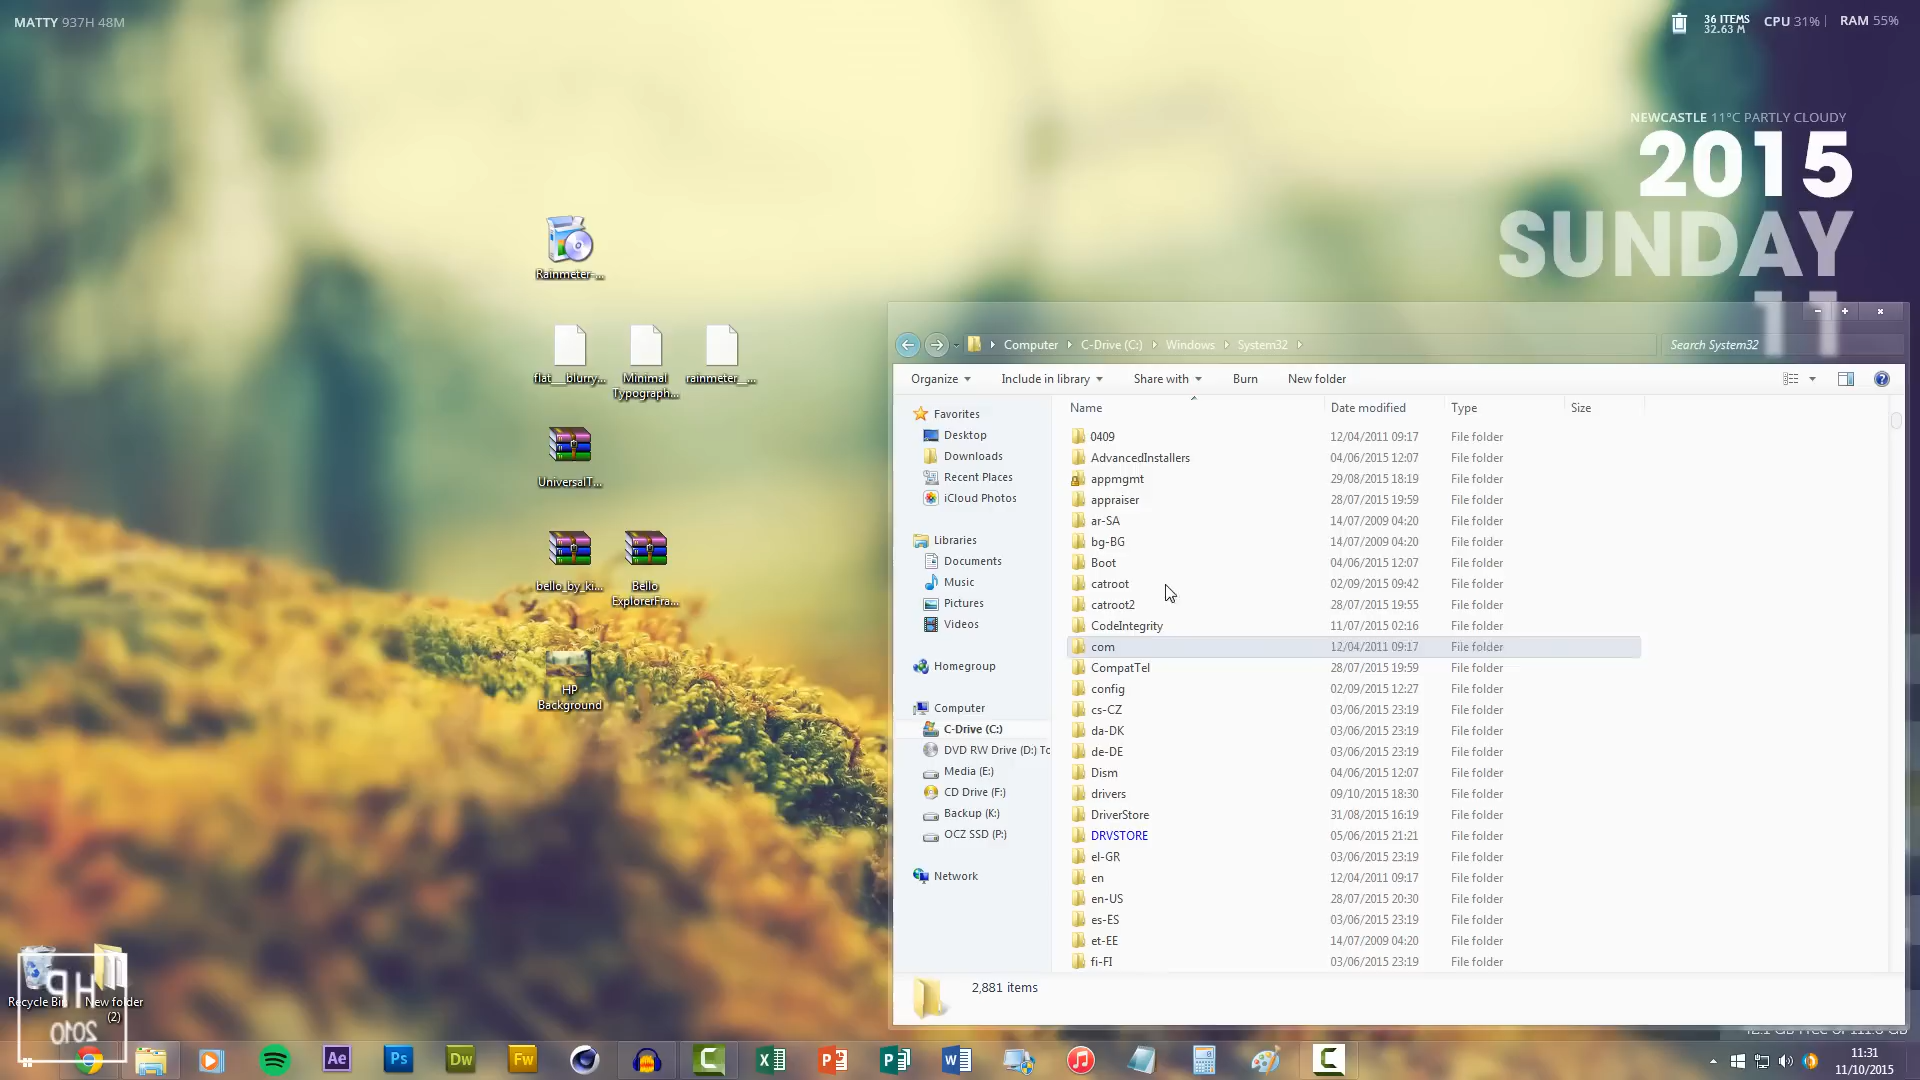 MATTY 937H 48M
36 ITEMS
32.63 M
CPU 31%
RAM 55%
NEWCASTLE 11°C PARTLY CLOUDY
2015
SUNDAY
11
Rainmeter-...
flat__blurry...
Minimal
Typograph...
rainmeter__...
UniversalT...
bello_by_ki...
Bello
ExplorerFra...
HP
Background
Recycle Bin
New folder
(2)
HP
2010
Computer
C-Drive (C:)
Windows
System32
Search System32
Organize
Include in library
Share with
Burn
New folder
Favorites
Desktop
Downloads
Recent Places
iCloud Photos
Libraries
Documents
Music
Pictures
Videos
Homegroup
Computer
C-Drive (C:)
DVD RW Drive (D:) To
Media (E:)
CD Drive (F:)
Backup (K:)
OCZ SSD (P:)
Network
Name Date modified Type Size
0409 12/04/2011 09:17 File folder
AdvancedInstallers 04/06/2015 12:07 File folder
appmgmt 29/08/2015 18:19 File folder
appraiser 28/07/2015 19:59 File folder
ar-SA 14/07/2009 04:20 File folder
bg-BG 14/07/2009 04:20 File folder
Boot 04/06/2015 12:07 File folder
catroot 02/09/2015 09:42 File folder
catroot2 28/07/2015 19:55 File folder
CodeIntegrity 11/07/2015 02:16 File folder
com 12/04/2011 09:17 File folder
CompatTel 28/07/2015 19:59 File folder
config 02/09/2015 12:27 File folder
cs-CZ 03/06/2015 23:19 File folder
da-DK 03/06/2015 23:19 File folder
de-DE 03/06/2015 23:19 File folder
Dism 04/06/2015 12:07 File folder
drivers 09/10/2015 18:30 File folder
DriverStore 31/08/2015 16:19 File folder
DRVSTORE 05/06/2015 21:21 File folder
el-GR 03/06/2015 23:19 File folder
en 12/04/2011 09:17 File folder
en-US 28/07/2015 20:30 File folder
es-ES 03/06/2015 23:19 File folder
et-EE 14/07/2009 04:20 File folder
fi-FI 03/06/2015 23:19 File folder
2,881 items
Ae
Ps
Dw
Fw
11:31
11/10/2015